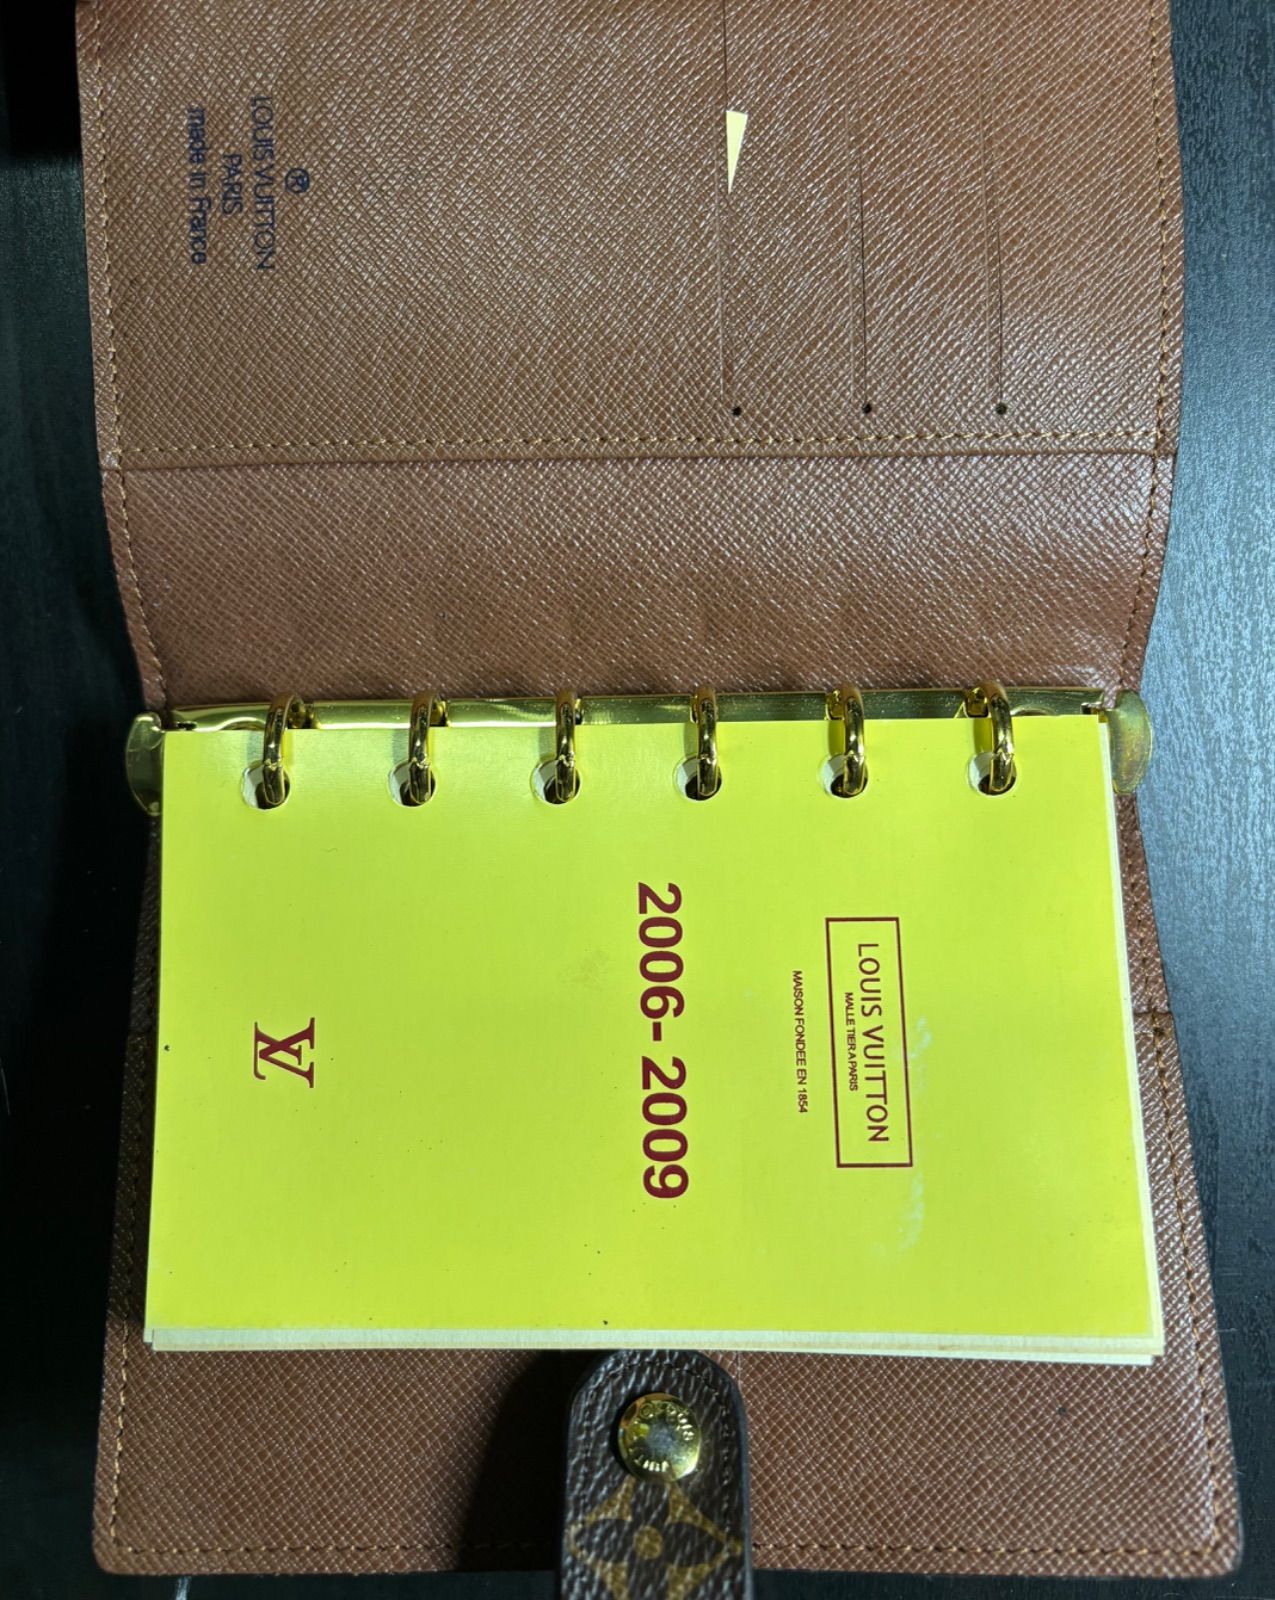 ®
LOUIS VUITTON
PARIS
made in France
LOUIS VUITTON
MALLE TIER A PARIS
MAISON FONDEE EN 1854
2006- 2009
LV